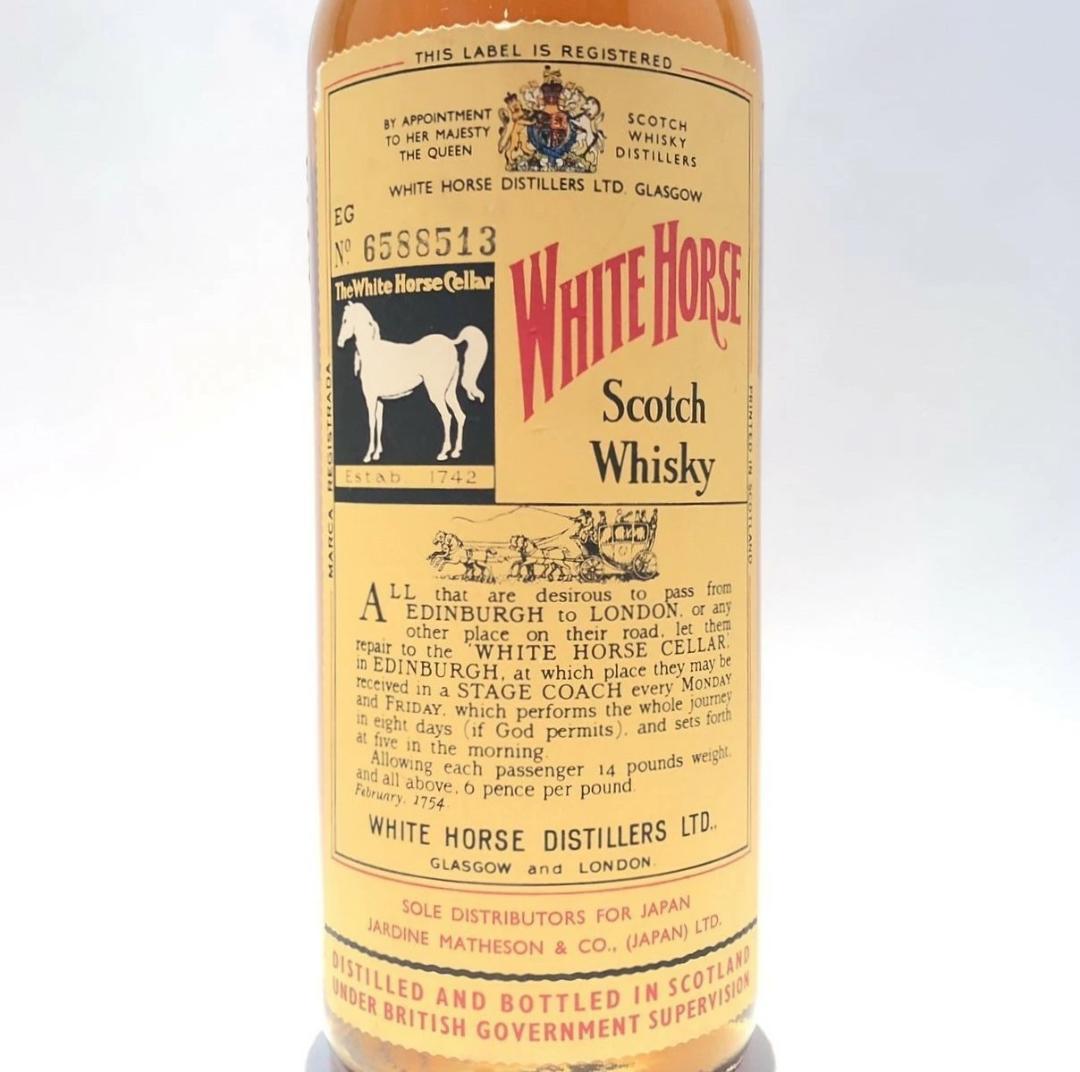 THIS LABEL IS REGISTERED
BY APPOINTMENT
TO HER MAJESTY
THE QUEEN
SCOTCH
WHISKY
DISTILLERS
WHITE HORSE DISTILLERS LTD. GLASGOW
EG
Nº 6588513
The White Horse Cellar
Estab 1742
WHITE HORSE
Scotch
Whisky
MARCA REGISTRADA
PRINTED IN SCOTLAND
ALL that are desirous to pass from
EDINBURGH to LONDON, or any
other place on their road, let them
repair to the 'WHITE HORSE CELLAR'
in EDINBURGH, at which place they may be
received in a STAGE COACH every MONDAY
and FRIDAY, which performs the whole journey
in eight days (if God permits), and sets forth
at five in the morning.
Allowing each passenger 14 pounds weight,
and all above, 6 pence per pound.
February, 1754.
WHITE HORSE DISTILLERS LTD.,
GLASGOW and LONDON.
SOLE DISTRIBUTORS FOR JAPAN
JARDINE MATHESON & CO., (JAPAN) LTD.
DISTILLED AND BOTTLED IN SCOTLAND
UNDER BRITISH GOVERNMENT SUPERVISION